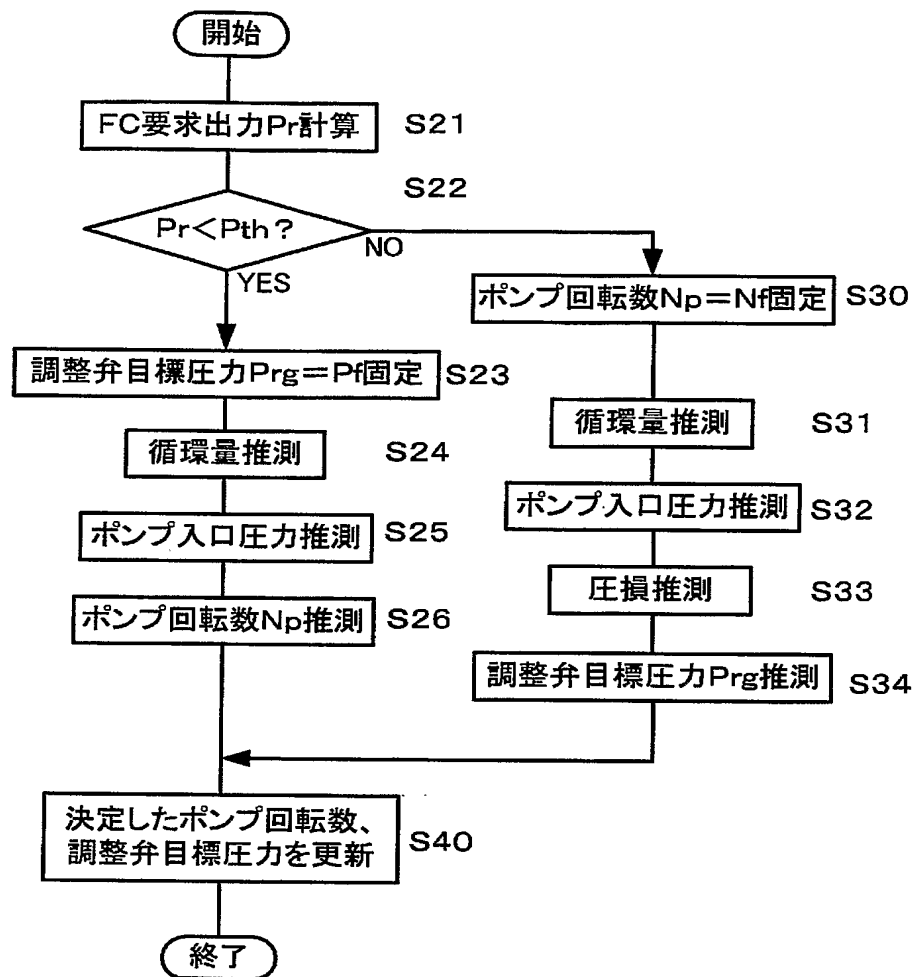 開始
FC要求出力Pr計算
S21
S22
Pr<Pth?
NO
YES
ポンプ回転数Np=Nf固定
S30
調整弁目標圧力Prg=Pf固定
S23
循環量推測
S31
循環量推測
S24
ポンプ入口圧力推測
S32
ポンプ入口圧力推測
S25
圧損推測
S33
ポンプ回転数Np推測
S26
調整弁目標圧力Prg推測
S34
決定したポンプ回転数、
調整弁目標圧力を更新
S40
終了